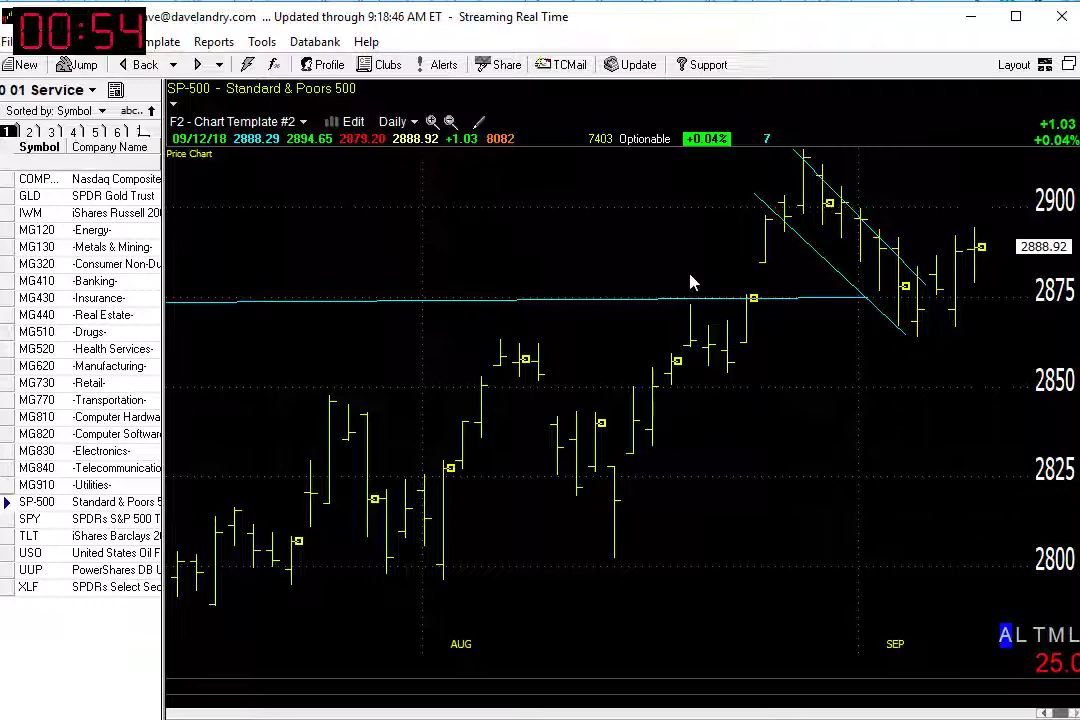 00:54
ave@davelandry.com ... Updated through 9:18:46 AM ET - Streaming Real Time
mplate Reports Tools Databank Help
New Jump Back Profile Clubs Alerts Share TCMail Update Support Layout
0 01 Service
SP-500 - Standard & Poors 500
Sorted by: Symbol abc..
F2 - Chart Template #2 Edit Daily
1 2 3 4 5 6
09/12/18 2888.29 2894.65 2879.20 2888.92 +1.03 8082 7403 Optionable +0.04% 7
+1.03
+0.04%
Symbol Company Name
Price Chart
COMP... Nasdaq Composite
GLD SPDR Gold Trust
IWM iShares Russell 20
MG120 -Energy-
MG130 -Metals & Mining-
MG320 -Consumer Non-Du
MG410 -Banking-
MG430 -Insurance-
MG440 -Real Estate-
MG510 -Drugs-
MG520 -Health Services-
MG620 -Manufacturing-
MG730 -Retail-
MG770 -Transportation-
MG810 -Computer Hardwa
MG820 -Computer Softwar
MG830 -Electronics-
MG840 -Telecommunicatio
MG910 -Utilities-
SP-500 Standard & Poors 5
SPY SPDRs S&P 500 T
TLT iShares Barclays 2
USO United States Oil F
UUP PowerShares DB U
XLF SPDRs Select Sec
2900
2888.92
2875
2850
2825
2800
AUG SEP
A L T M L
25.0